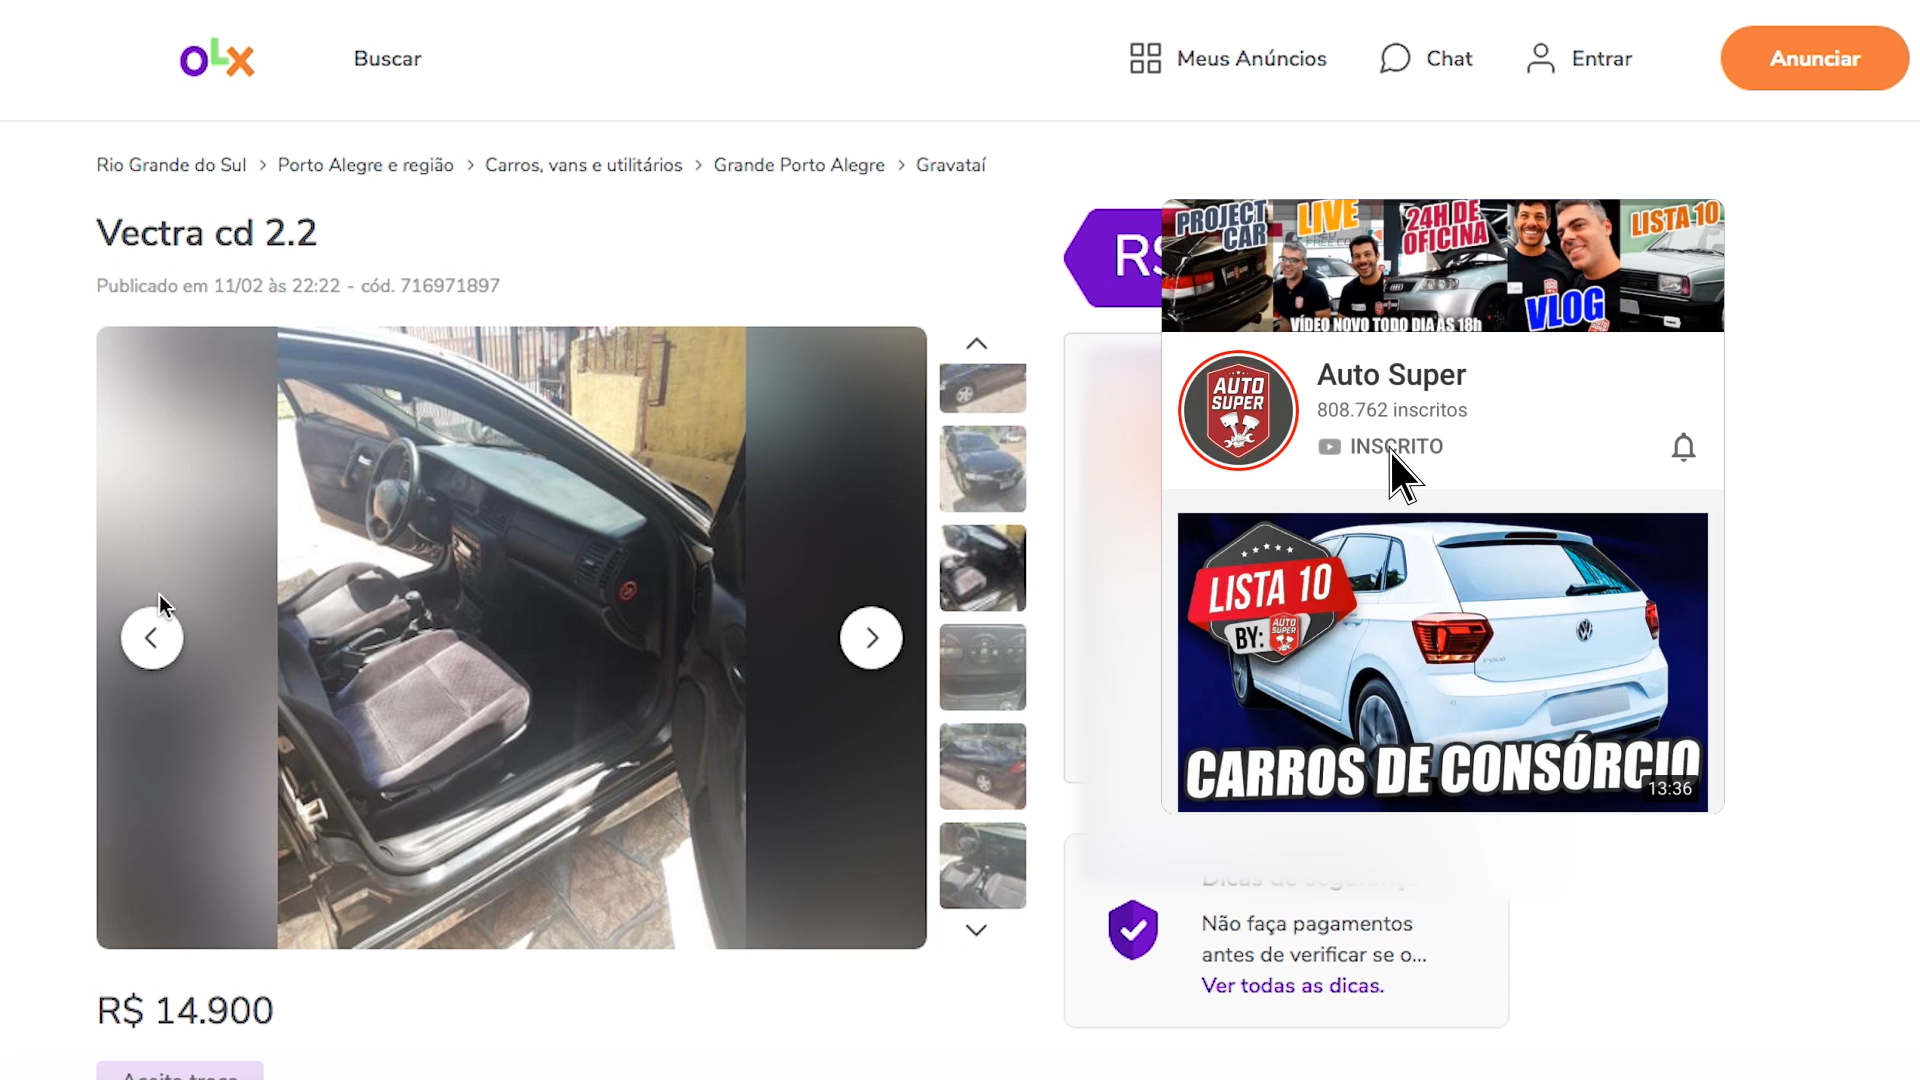 OLX
Buscar
Meus Anúncios
Chat
Entrar
Anunciar
Rio Grande do Sul > Porto Alegre e região > Carros, vans e utilitários > Grande Porto Alegre > Gravataí
Vectra cd 2.2
Publicado em 11/02 às 22:22 - cód. 716971897
R$
PROJECT CAR
LIVE
24H DE OFICINA
LISTA 10
VLOG
VÍDEO NOVO TODO DIA ÀS 18h
AUTO SUPER
Auto Super
808.762 inscritos
INSCRITO
LISTA 10
BY: AUTO SUPER
CARROS DE CONSÓRCIO
13:36
Não faça pagamentos
antes de verificar se o...
Ver todas as dicas.
R$ 14.900
Aceito troca